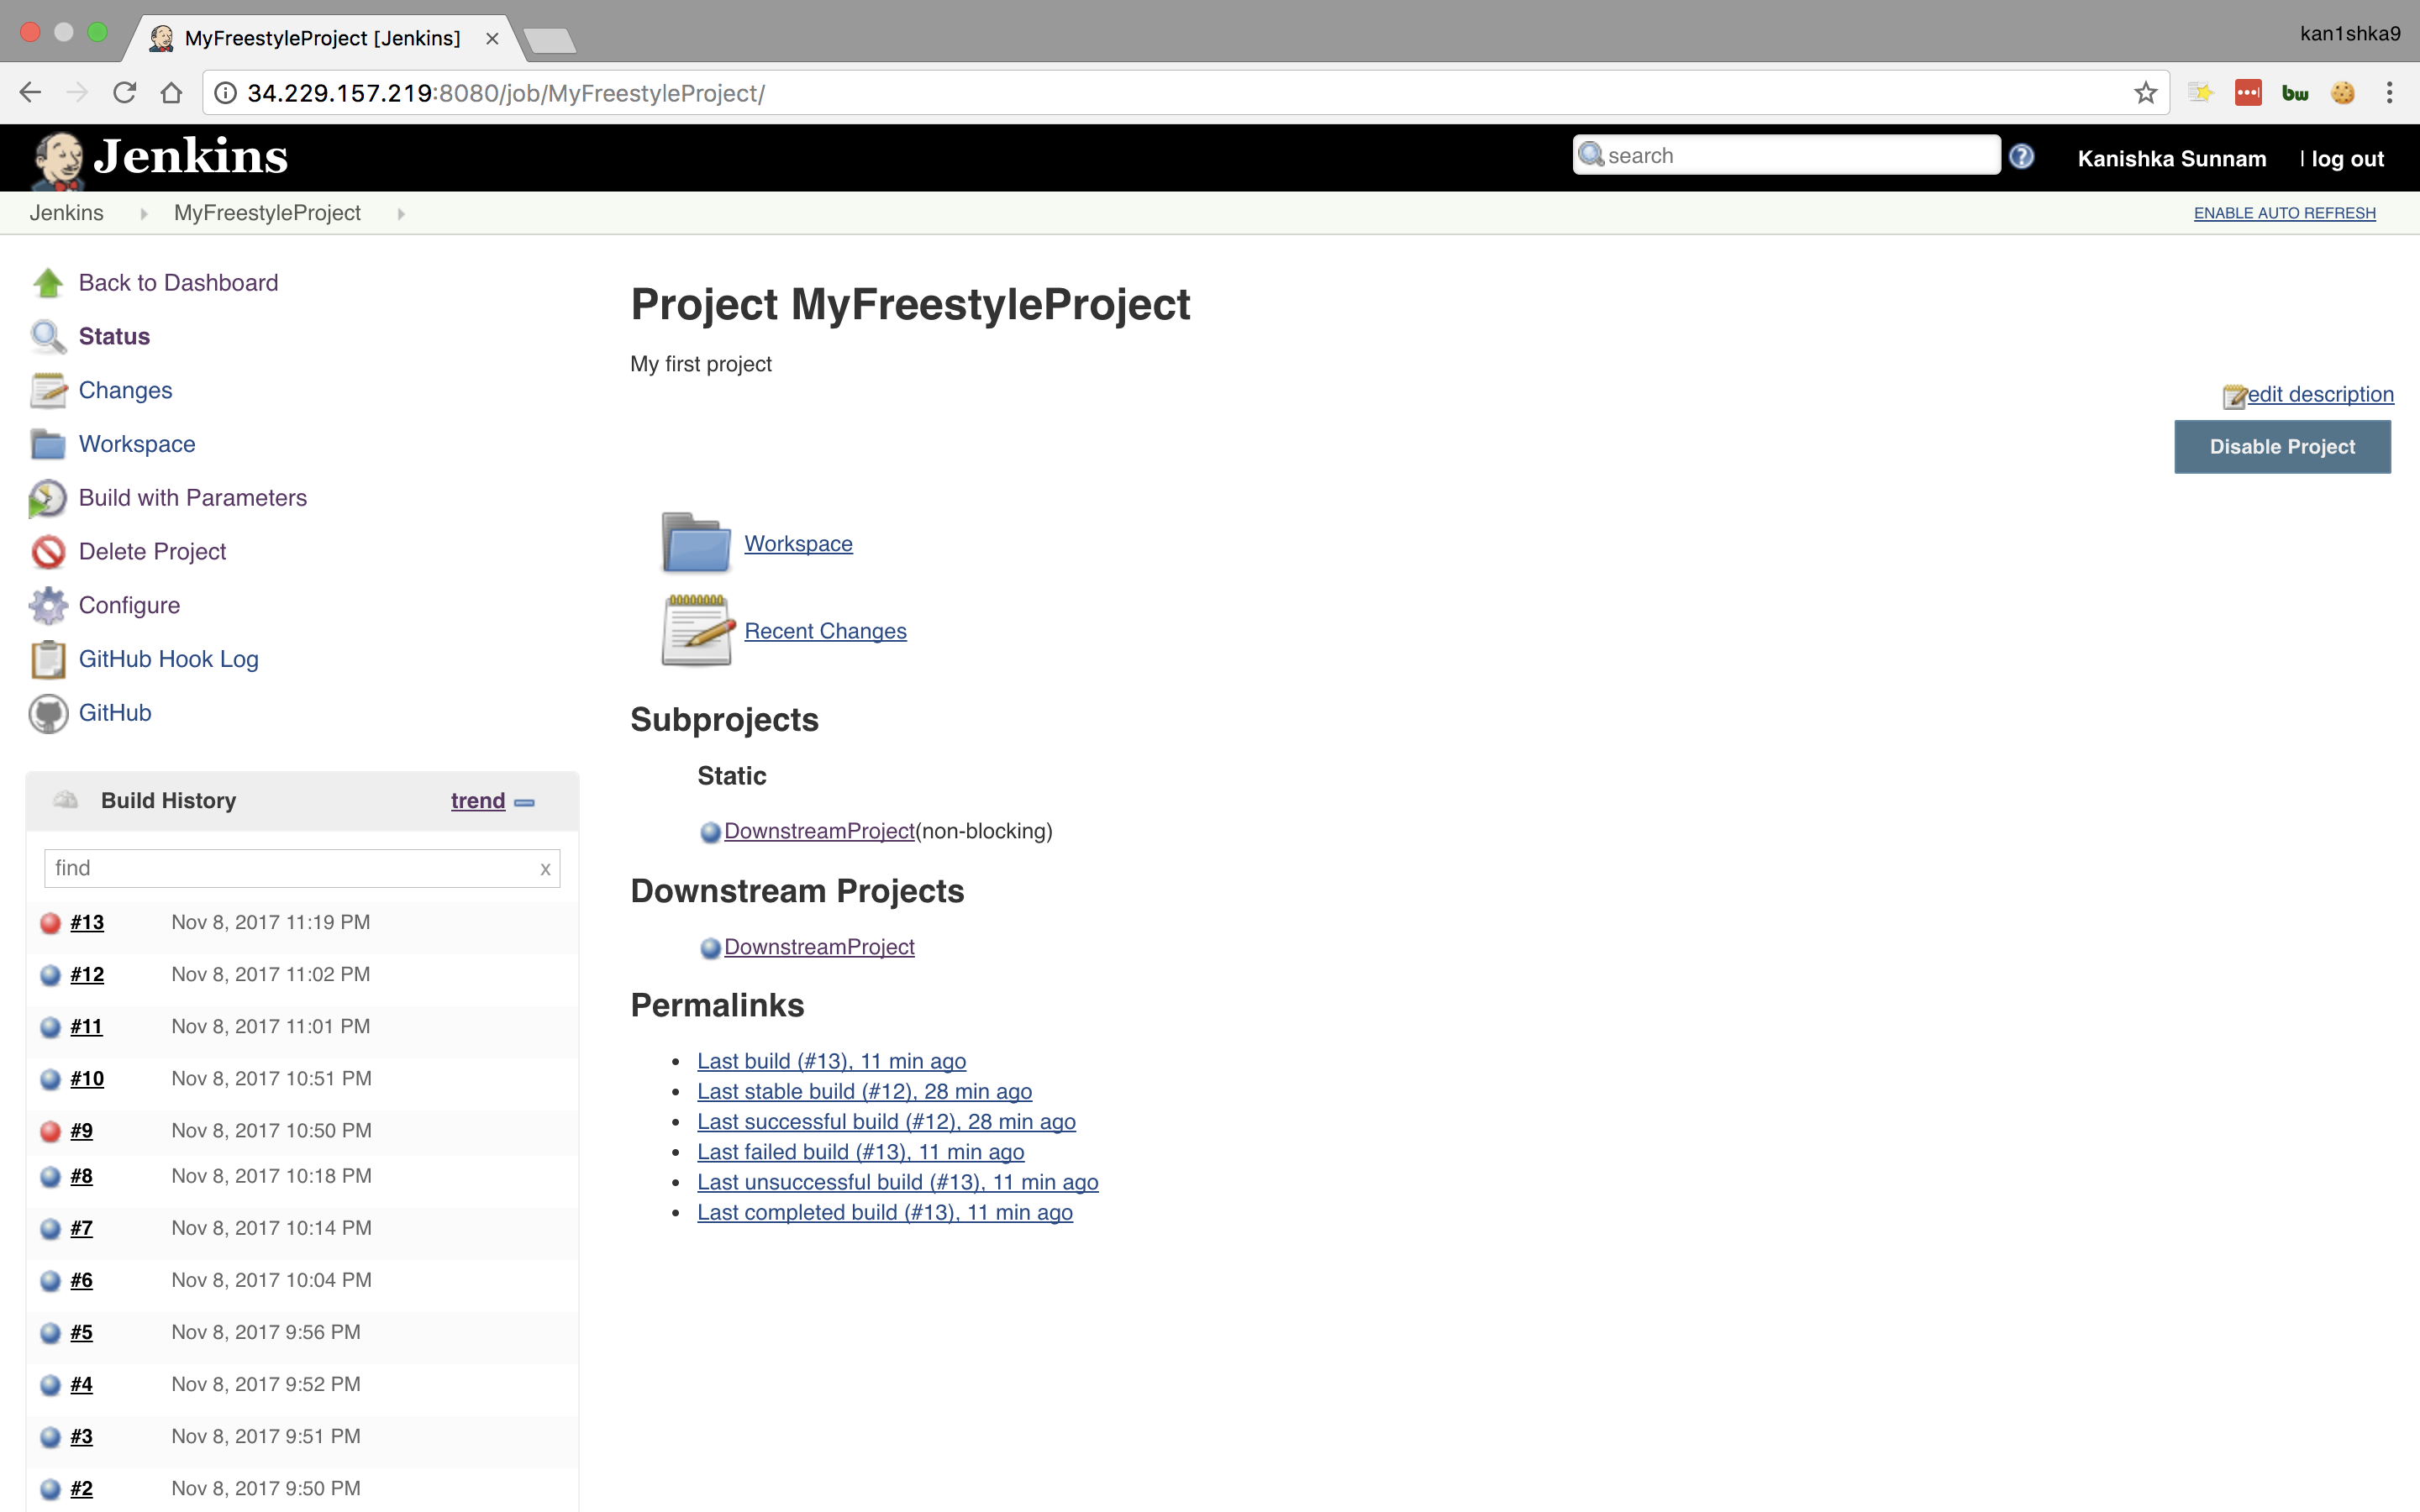 MyFreestyleProject [Jenkins]
kan1shka9
34.229.157.219:8080/job/MyFreestyleProject/
bw
Jenkins
search
Kanishka Sunnam
| log out
Jenkins
MyFreestyleProject
ENABLE AUTO REFRESH
Back to Dashboard
Status
Changes
Workspace
Build with Parameters
Delete Project
Configure
GitHub Hook Log
GitHub
Build History
trend
find
x
#13 Nov 8, 2017 11:19 PM
#12 Nov 8, 2017 11:02 PM
#11 Nov 8, 2017 11:01 PM
#10 Nov 8, 2017 10:51 PM
#9 Nov 8, 2017 10:50 PM
#8 Nov 8, 2017 10:18 PM
#7 Nov 8, 2017 10:14 PM
#6 Nov 8, 2017 10:04 PM
#5 Nov 8, 2017 9:56 PM
#4 Nov 8, 2017 9:52 PM
#3 Nov 8, 2017 9:51 PM
#2 Nov 8, 2017 9:50 PM
Project MyFreestyleProject
My first project
edit description
Disable Project
Workspace
Recent Changes
Subprojects
Static
DownstreamProject(non-blocking)
Downstream Projects
DownstreamProject
Permalinks
Last build (#13), 11 min ago
Last stable build (#12), 28 min ago
Last successful build (#12), 28 min ago
Last failed build (#13), 11 min ago
Last unsuccessful build (#13), 11 min ago
Last completed build (#13), 11 min ago